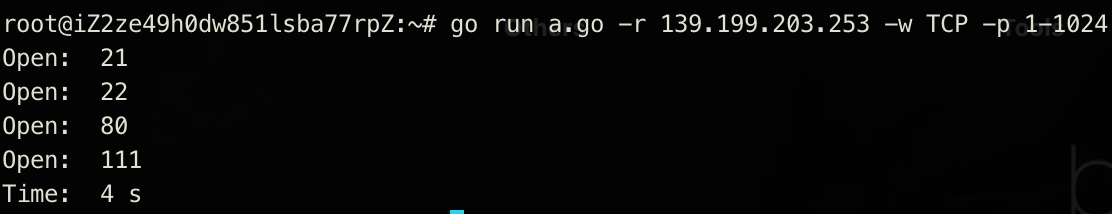 root@iZ2ze49h0dw851lsba77rpZ:~# go run a.go -r 139.199.203.253 -w TCP -p 1-1024
Open:  21
Open:  22
Open:  80
Open:  111
Time:  4 s